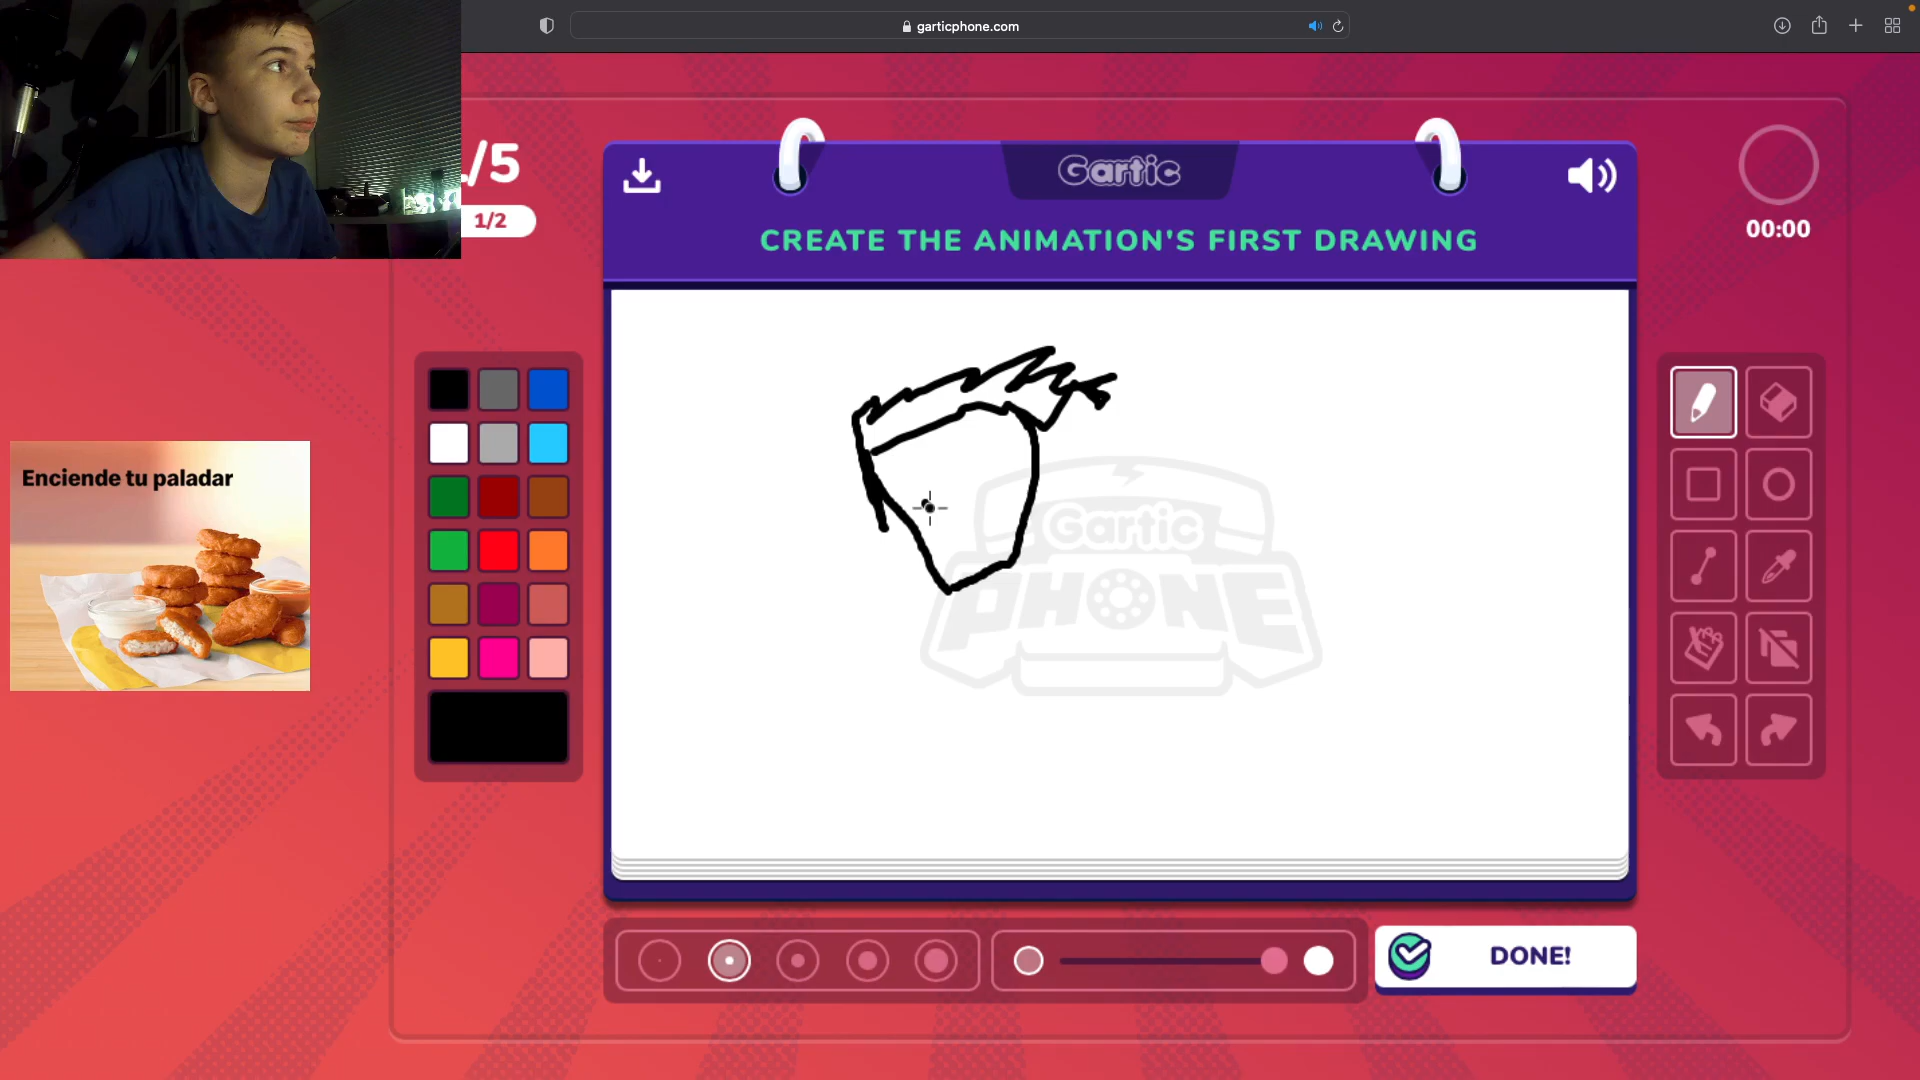 garticphone.com
/5
1/2
Gartic
00:00
CREATE THE ANIMATION'S FIRST DRAWING
Enciende tu paladar
Gartic
PHONE
DONE!